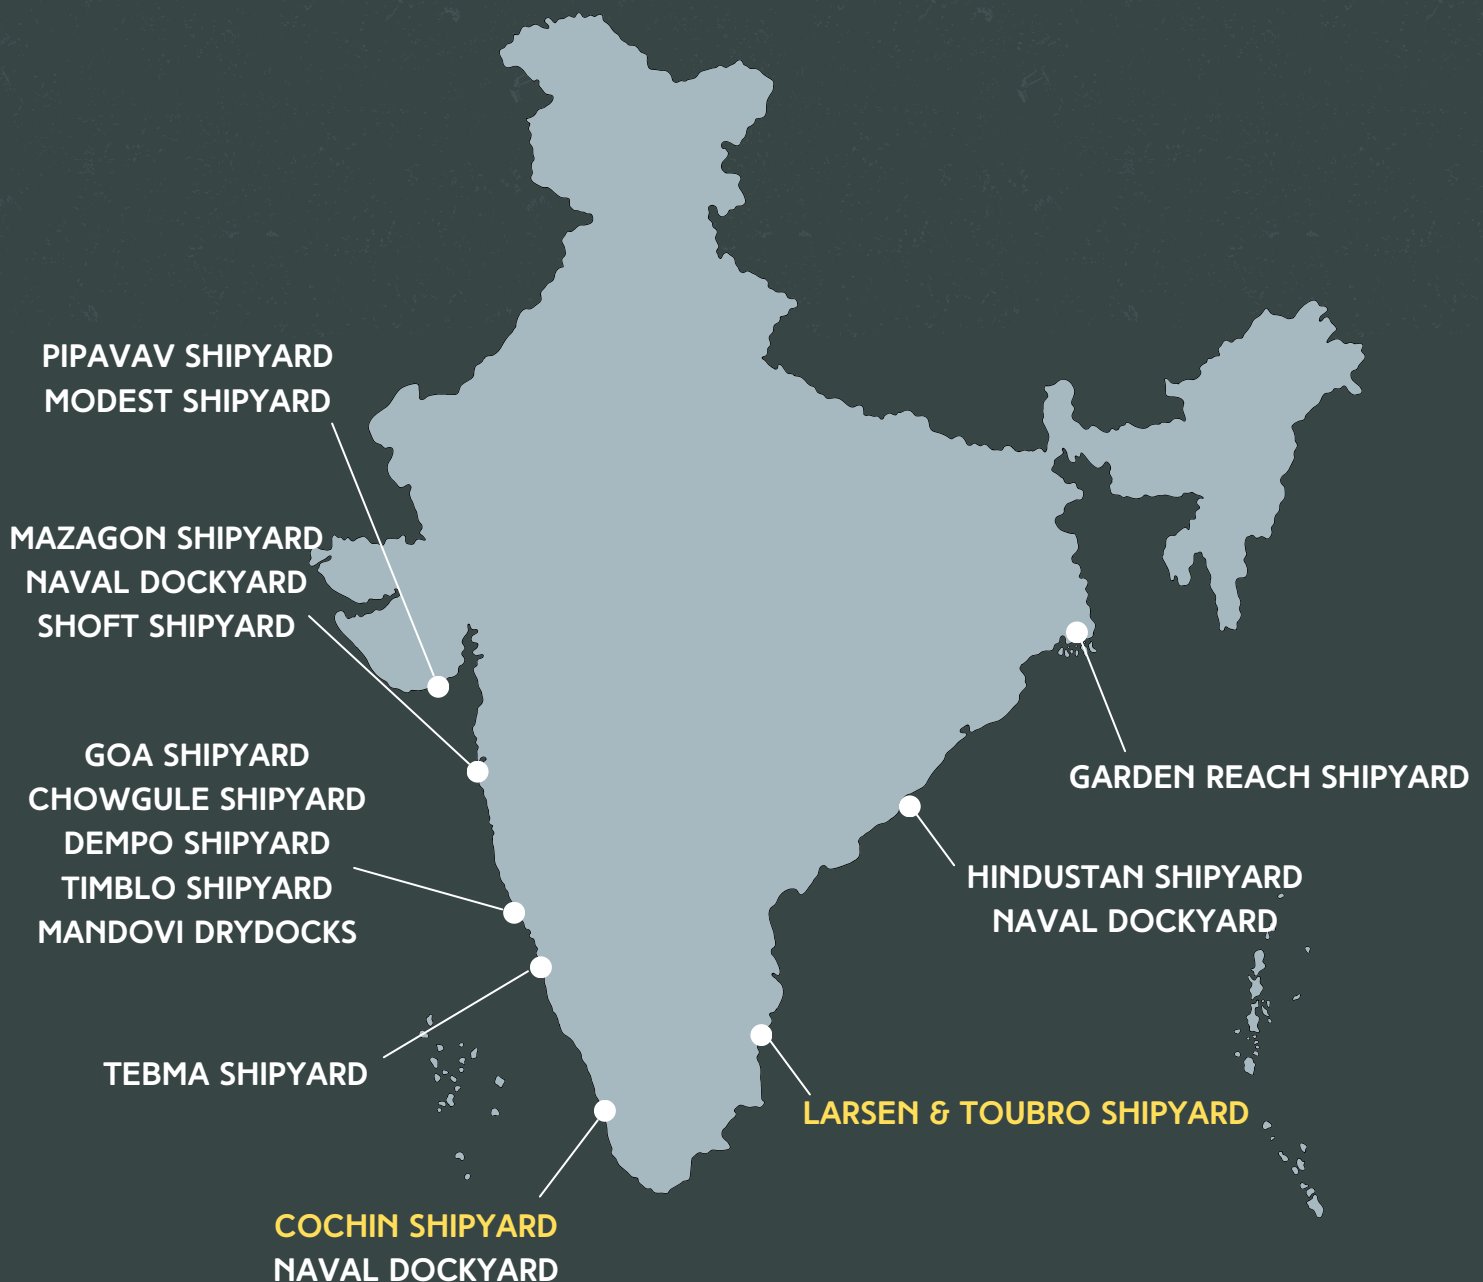 PIPAVAV SHIPYARD
MODEST SHIPYARD
MAZAGON SHIPYARD
NAVAL DOCKYARD
SHOFT SHIPYARD
GOA SHIPYARD
CHOWGULE SHIPYARD
DEMPO SHIPYARD
TIMBLO SHIPYARD
MANDOVI DRYDOCKS
TEBMA SHIPYARD
COCHIN SHIPYARD
NAVAL DOCKYARD
LARSEN & TOUBRO SHIPYARD
HINDUSTAN SHIPYARD
NAVAL DOCKYARD
GARDEN REACH SHIPYARD